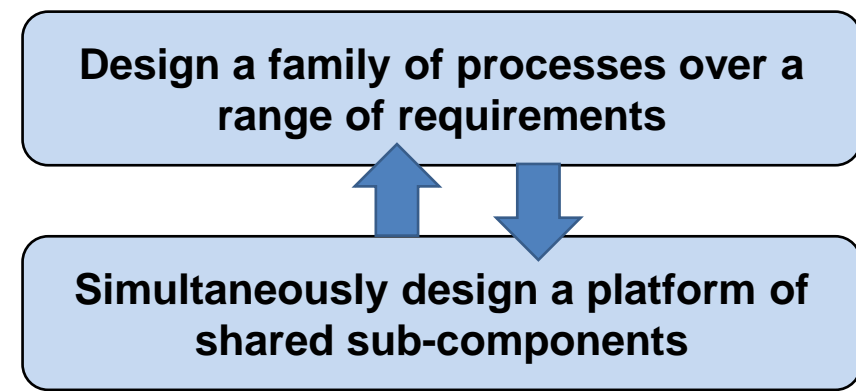 Design a family of processes over a
range of requirements
Simultaneously design a platform of
shared sub-components